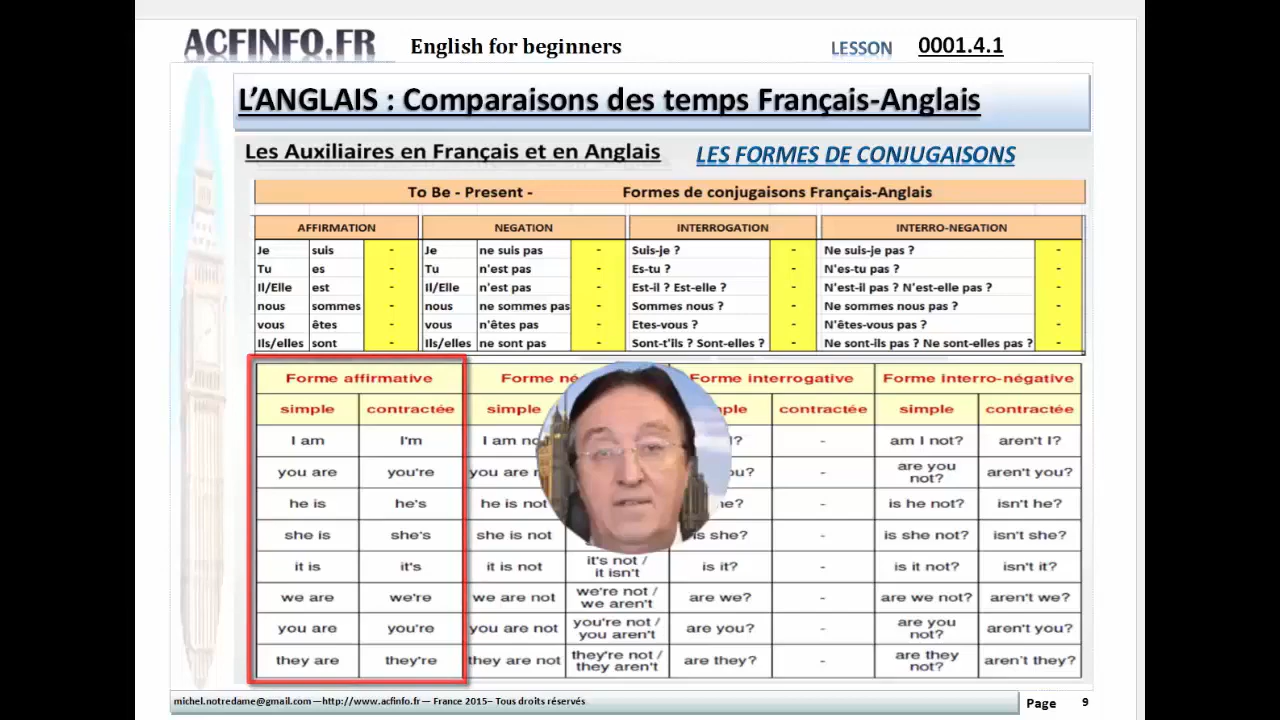 ACFINFO.FR English for beginners LESSON 0001.4.1
L'ANGLAIS : Comparaisons des temps Français-Anglais
Les Auxiliaires en Français et en Anglais LES FORMES DE CONJUGAISONS
To Be - Present - Formes de conjugaisons Français-Anglais
AFFIRMATION NEGATION INTERROGATION INTERRO-NEGATION
Je suis - Je ne suis pas - Suis-je ? - Ne suis-je pas ? -
Tu es - Tu n'est pas - Es-tu ? - N'es-tu pas ? -
Il/Elle est - Il/Elle n'est pas - Est-il ? Est-elle ? - N'est-il pas ? N'est-elle pas ? -
nous sommes - nous ne sommes pas - Sommes nous ? - Ne sommes nous pas ? -
vous êtes - vous n'êtes pas - Etes-vous ? - N'êtes-vous pas ? -
Ils/elles sont - Ils/elles ne sont pas - Sont-t'ils ? Sont-elles ? - Ne sont-ils pas ? Ne sont-elles pas ? -
Forme affirmative Forme interrogative Forme interro-négative
simple contractée simple contractée simple contractée
I am I'm I am - am I not? aren't I?
you are you're you are - are you not? aren't you?
he is he's he is not - is he not? isn't he?
she is she's she is not is she? - is she not? isn't she?
it is it's it is not it's not / it isn't is it? - is it not? isn't it?
we are we're we are not we're not / we aren't are we? - are we not? aren't we?
you are you're you are not you're not / you aren't are you? - are you not? aren't you?
they are they're they are not they're not / they aren't are they? - are they not? aren't they?
michel.notredame@gmail.com —http://www.acfinfo.fr — France 2015– Tous droits réservés Page 9